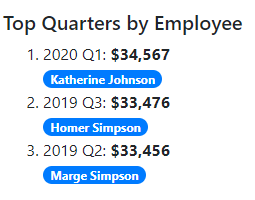 Top Quarters by Employee
1. 2020 Q1: $34,567
Katherine Johnson
2. 2019 Q3: $33,476
Homer Simpson
3. 2019 Q2: $33,456
Marge Simpson